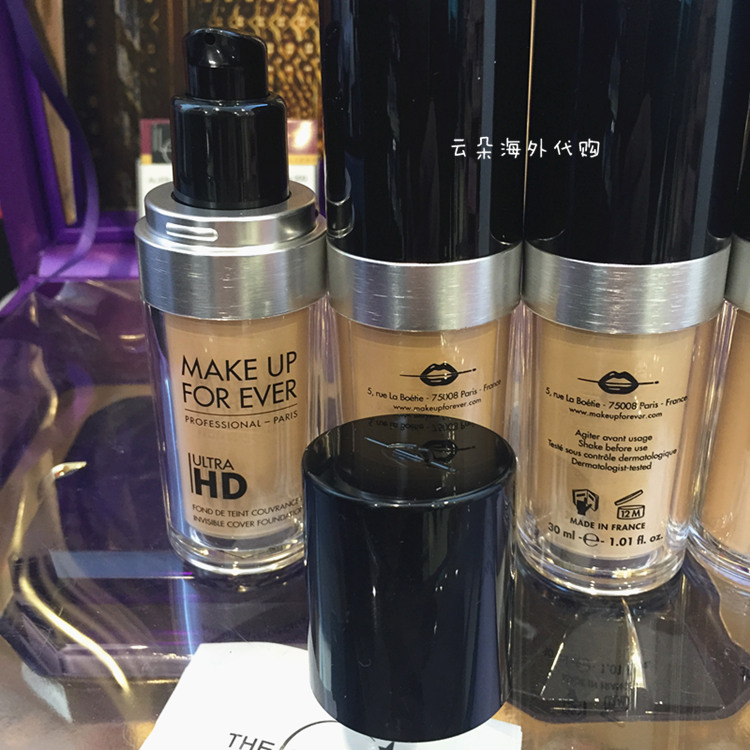 云朵海外代购
MAKE UP
FOR EVER
PROFESSIONAL – PARIS
ULTRA
HD
FOND DE TEINT COUVRANCE
INVISIBLE COVER FOUNDATION
5, rue La Boétie - 75008 Paris - France
www.makeupforever.com
5, rue La Boétie - 75008 Paris - France
www.makeupforever.com
Agiter avant usage
Shake before use
Testé sous contrôle dermatologique
Dermatologist-tested
12 M
MADE IN FRANCE
30 ml -e- 1.01 fl. oz.
THE